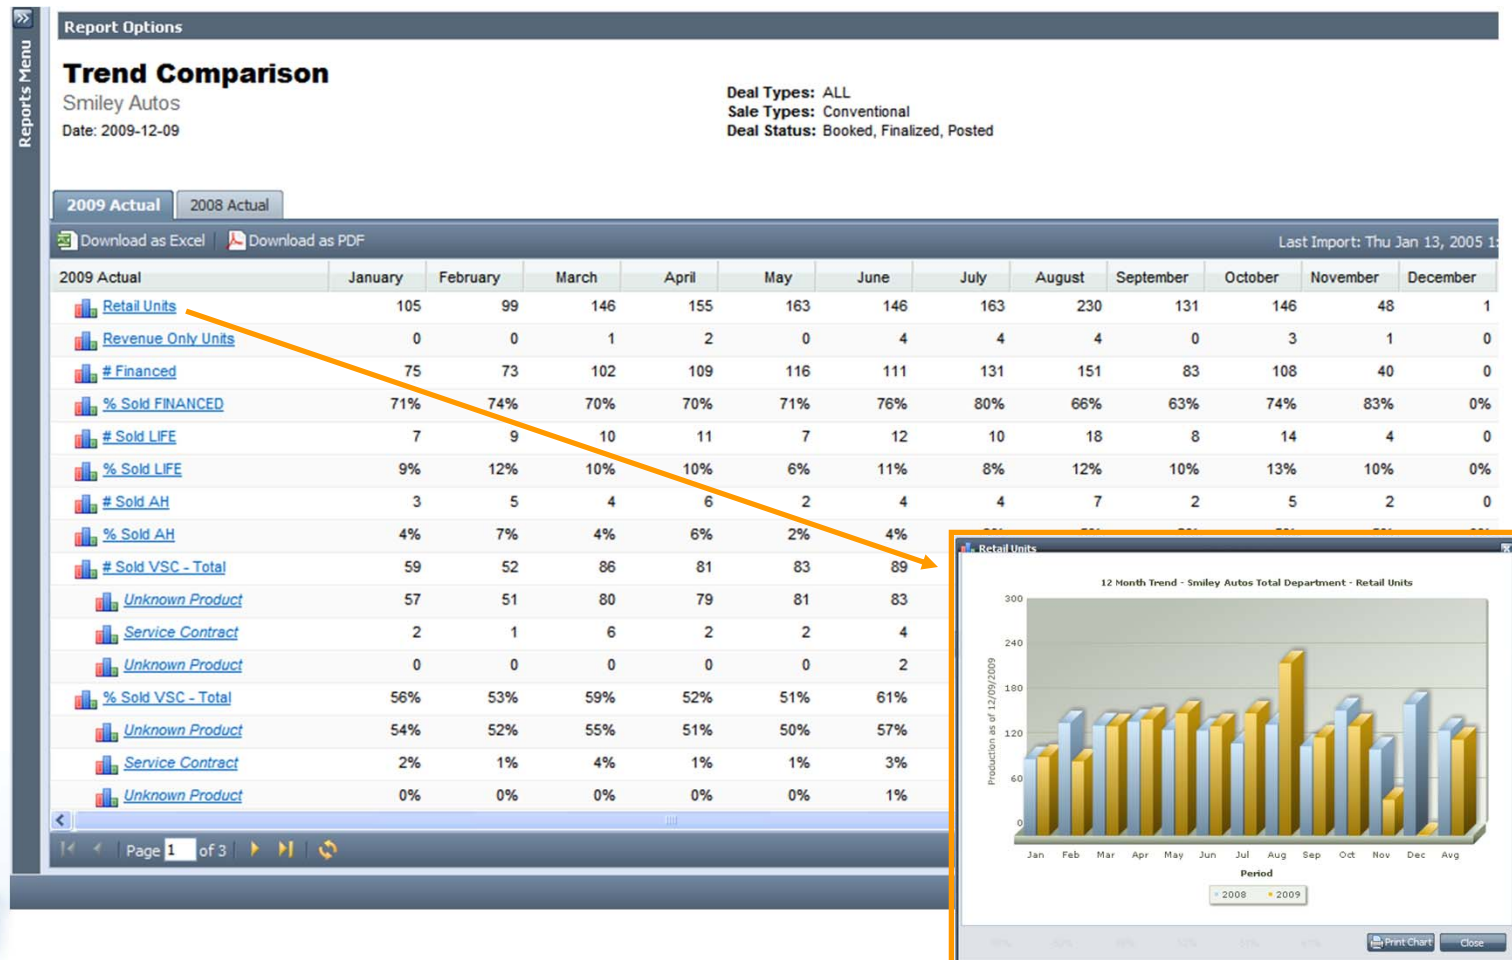 Reports Menu
Report Options
Trend Comparison
Smiley Autos
Date: 2009-12-09
Deal Types: ALL
Sale Types: Conventional
Deal Status: Booked, Finalized, Posted
2009 Actual 2008 Actual
Download as Excel Download as PDF Last Import: Thu Jan 13, 2005 1:
2009 Actual January February March April May June July August September October November December
Retail Units 105 99 146 155 163 146 163 230 131 146 48 1
Revenue Only Units 0 0 1 2 0 4 4 4 0 3 1 0
# Financed 75 73 102 109 116 111 131 151 83 108 40 0
% Sold FINANCED 71% 74% 70% 70% 71% 76% 80% 66% 63% 74% 83% 0%
# Sold LIFE 7 9 10 11 7 12 10 18 8 14 4 0
% Sold LIFE 9% 12% 10% 10% 6% 11% 8% 12% 10% 13% 10% 0%
# Sold AH 3 5 4 6 2 4 4 7 2 5 2 0
% Sold AH 4% 7% 4% 6% 2% 4%
# Sold VSC - Total 59 52 86 81 83 89
Unknown Product 57 51 80 79 81 83
Service Contract 2 1 6 2 2 4
Unknown Product 0 0 0 0 0 2
% Sold VSC - Total 56% 53% 59% 52% 51% 61%
Unknown Product 54% 52% 55% 51% 50% 57%
Service Contract 2% 1% 4% 1% 1% 3%
Unknown Product 0% 0% 0% 0% 0% 1%
Page 1 of 3
Retail Units
12 Month Trend - Smiley Autos Total Department - Retail Units
Production as of 12/09/2009
300
240
180
120
60
0
Jan Feb Mar Apr May Jun Jul Aug Sep Oct Nov Dec Avg
Period
2008 2009
Print Chart Close